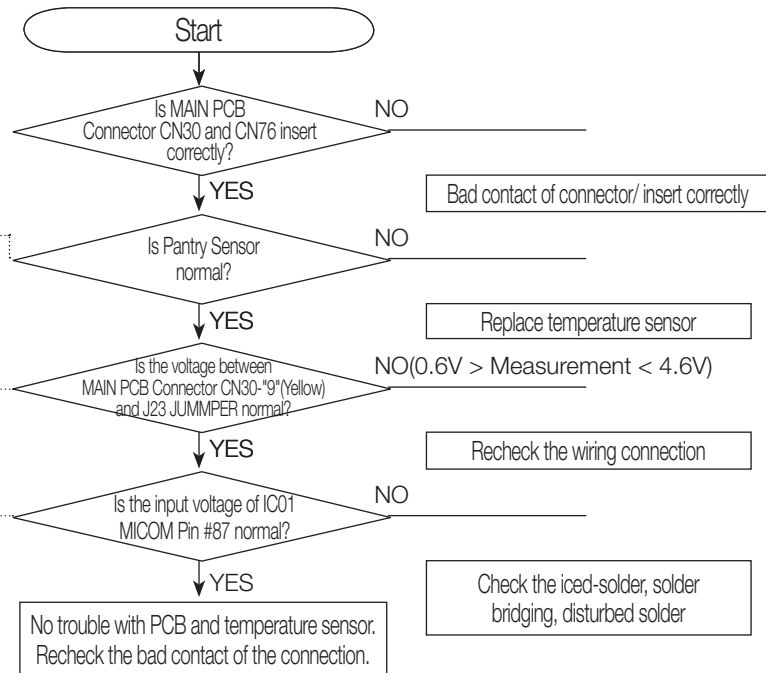 Start
Is MAIN PCB
Connector CN30 and CN76 insert
correctly?
NO
YES
Bad contact of connector/ insert correctly
Is Pantry Sensor
normal?
NO
YES
Replace temperature sensor
Is the voltage between
MAIN PCB Connector CN30-"9"(Yellow)
and J23 JUMMPER normal?
NO(0.6V > Measurement < 4.6V)
YES
Recheck the wiring connection
Is the input voltage of IC01
MICOM Pin #87 normal?
NO
YES
Check the iced-solder, solder
bridging, disturbed solder
No trouble with PCB and temperature sensor.
Recheck the bad contact of the connection.